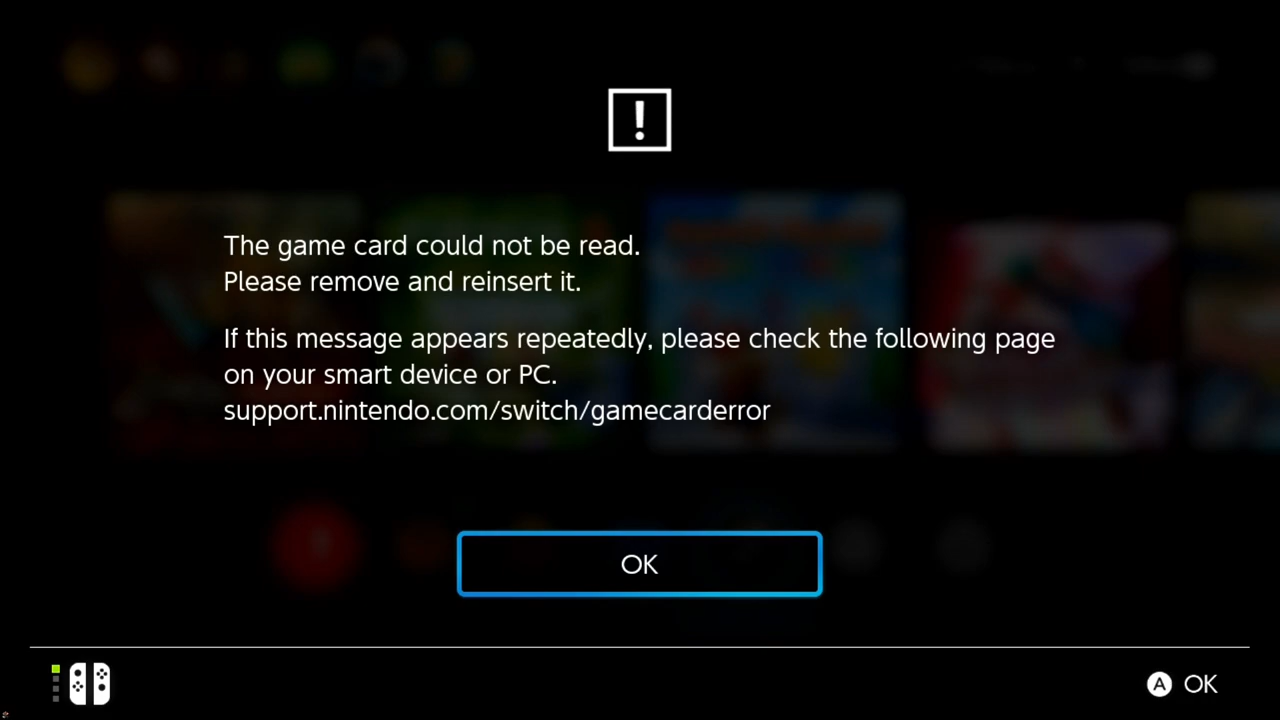 !
The game card could not be read.
Please remove and reinsert it.
If this message appears repeatedly, please check the following page
on your smart device or PC.
support.nintendo.com/switch/gamecarderror
OK
A OK